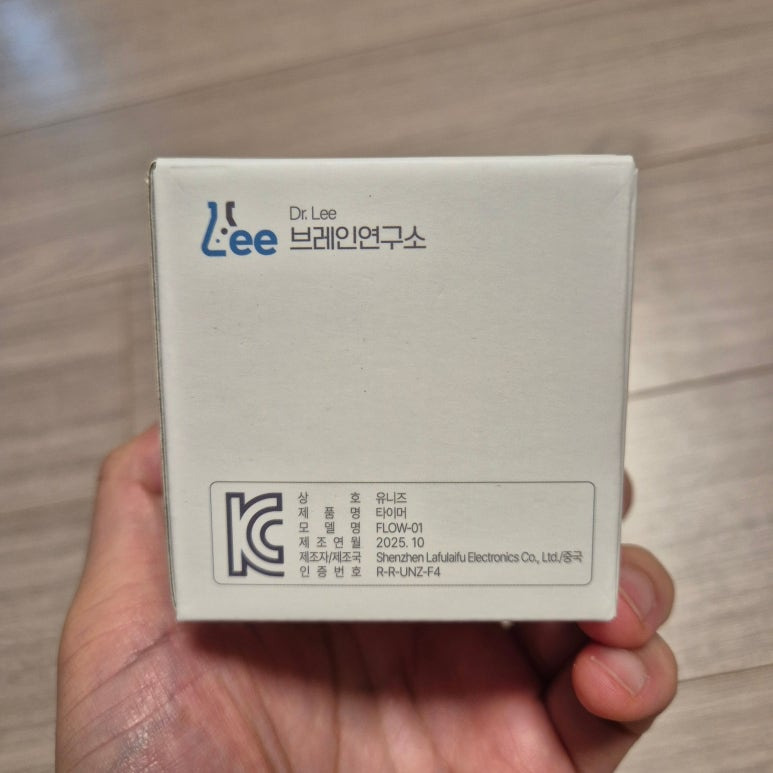 Lee
Dr. Lee
브레인연구소
KC
상 호 유니즈
제 품 명 타이머
모 델 명 FLOW-01
제 조 연 월 2025. 10
제조자/제조국 Shenzhen Lafulaifu Electronics Co., Ltd./중국
인 증 번 호 R-R-UNZ-F4